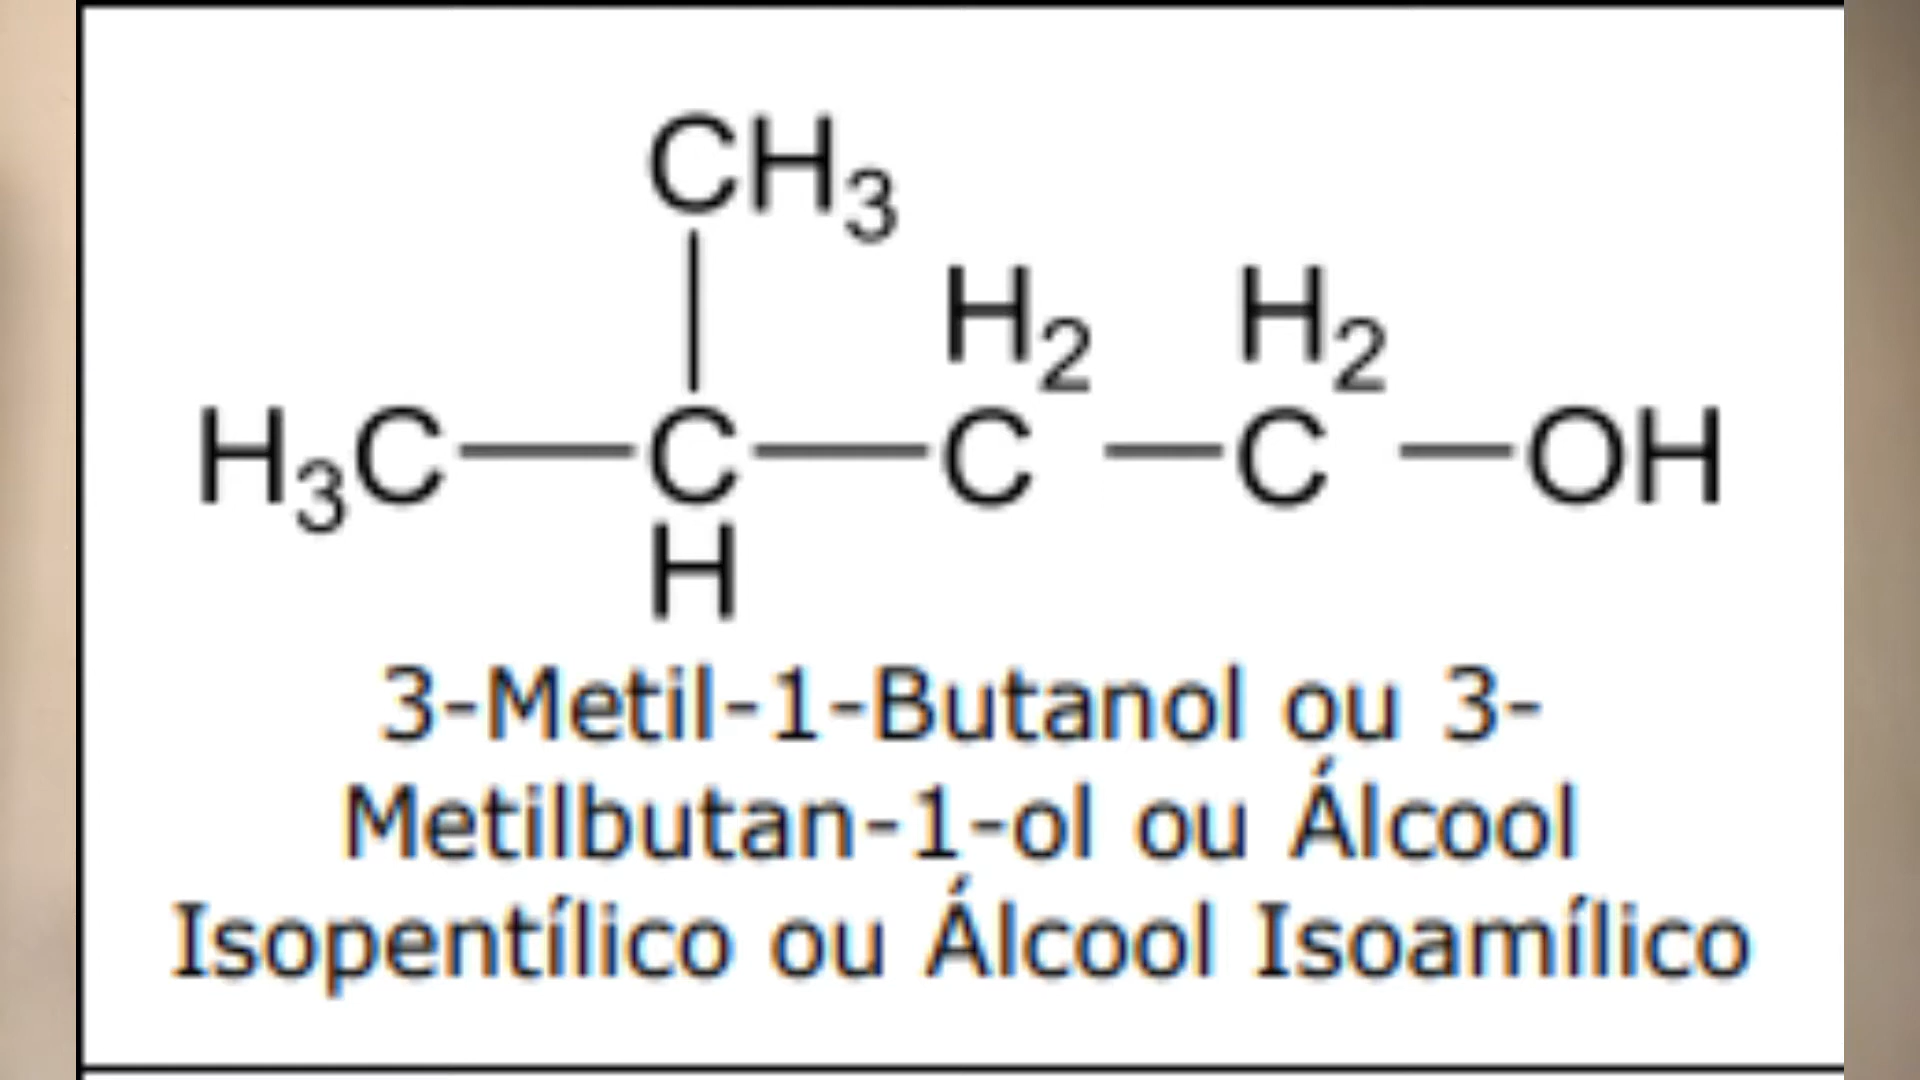 CH3
H2 H2
H3C—C—C—C—OH
H
3-Metil-1-Butanol ou 3-
Metilbutan-1-ol ou Álcool
Isopentílico ou Álcool Isoamílico